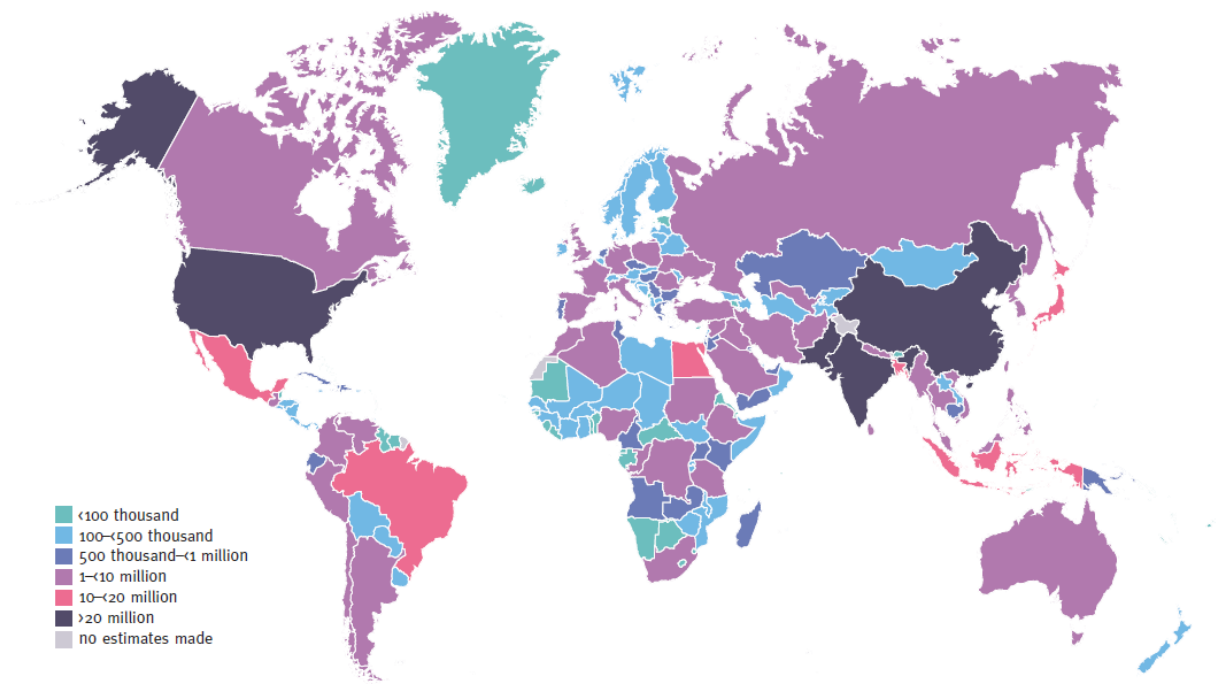 <100 thousand
100–<500 thousand
500 thousand–<1 million
1–<10 million
10–<20 million
>20 million
no estimates made